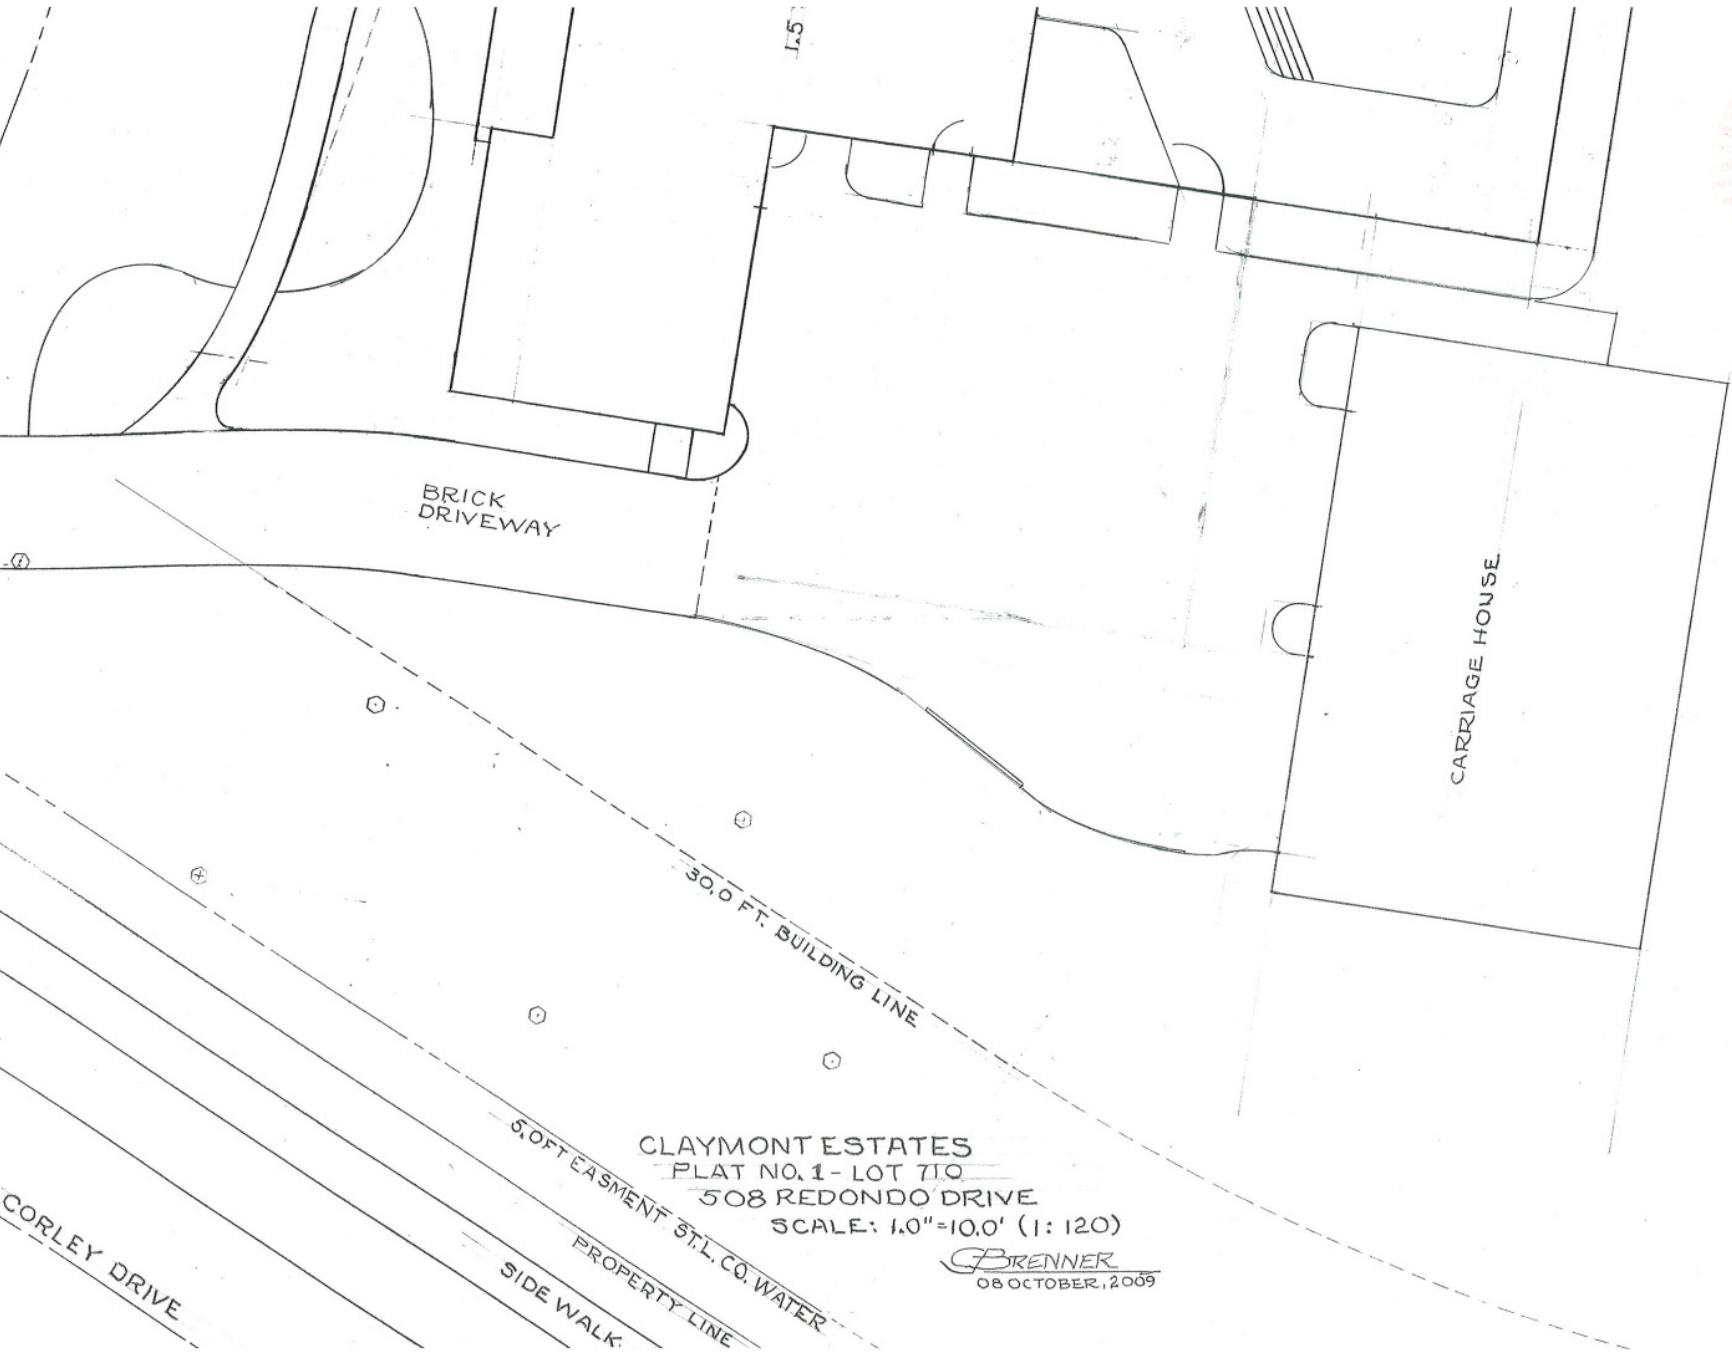 1.5
BRICK
DRIVEWAY
CARRIAGE HOUSE
30.0 FT. BUILDING LINE
5.0FT EASMENT ST.L. CO. WATER
PROPERTY LINE
SIDE WALK
CORLEY DRIVE
CLAYMONT ESTATES
PLAT NO. 1 - LOT 710
508 REDONDO DRIVE
SCALE: 1.0"=10.0' (1:120)
GBRENNER
08 OCTOBER, 2009